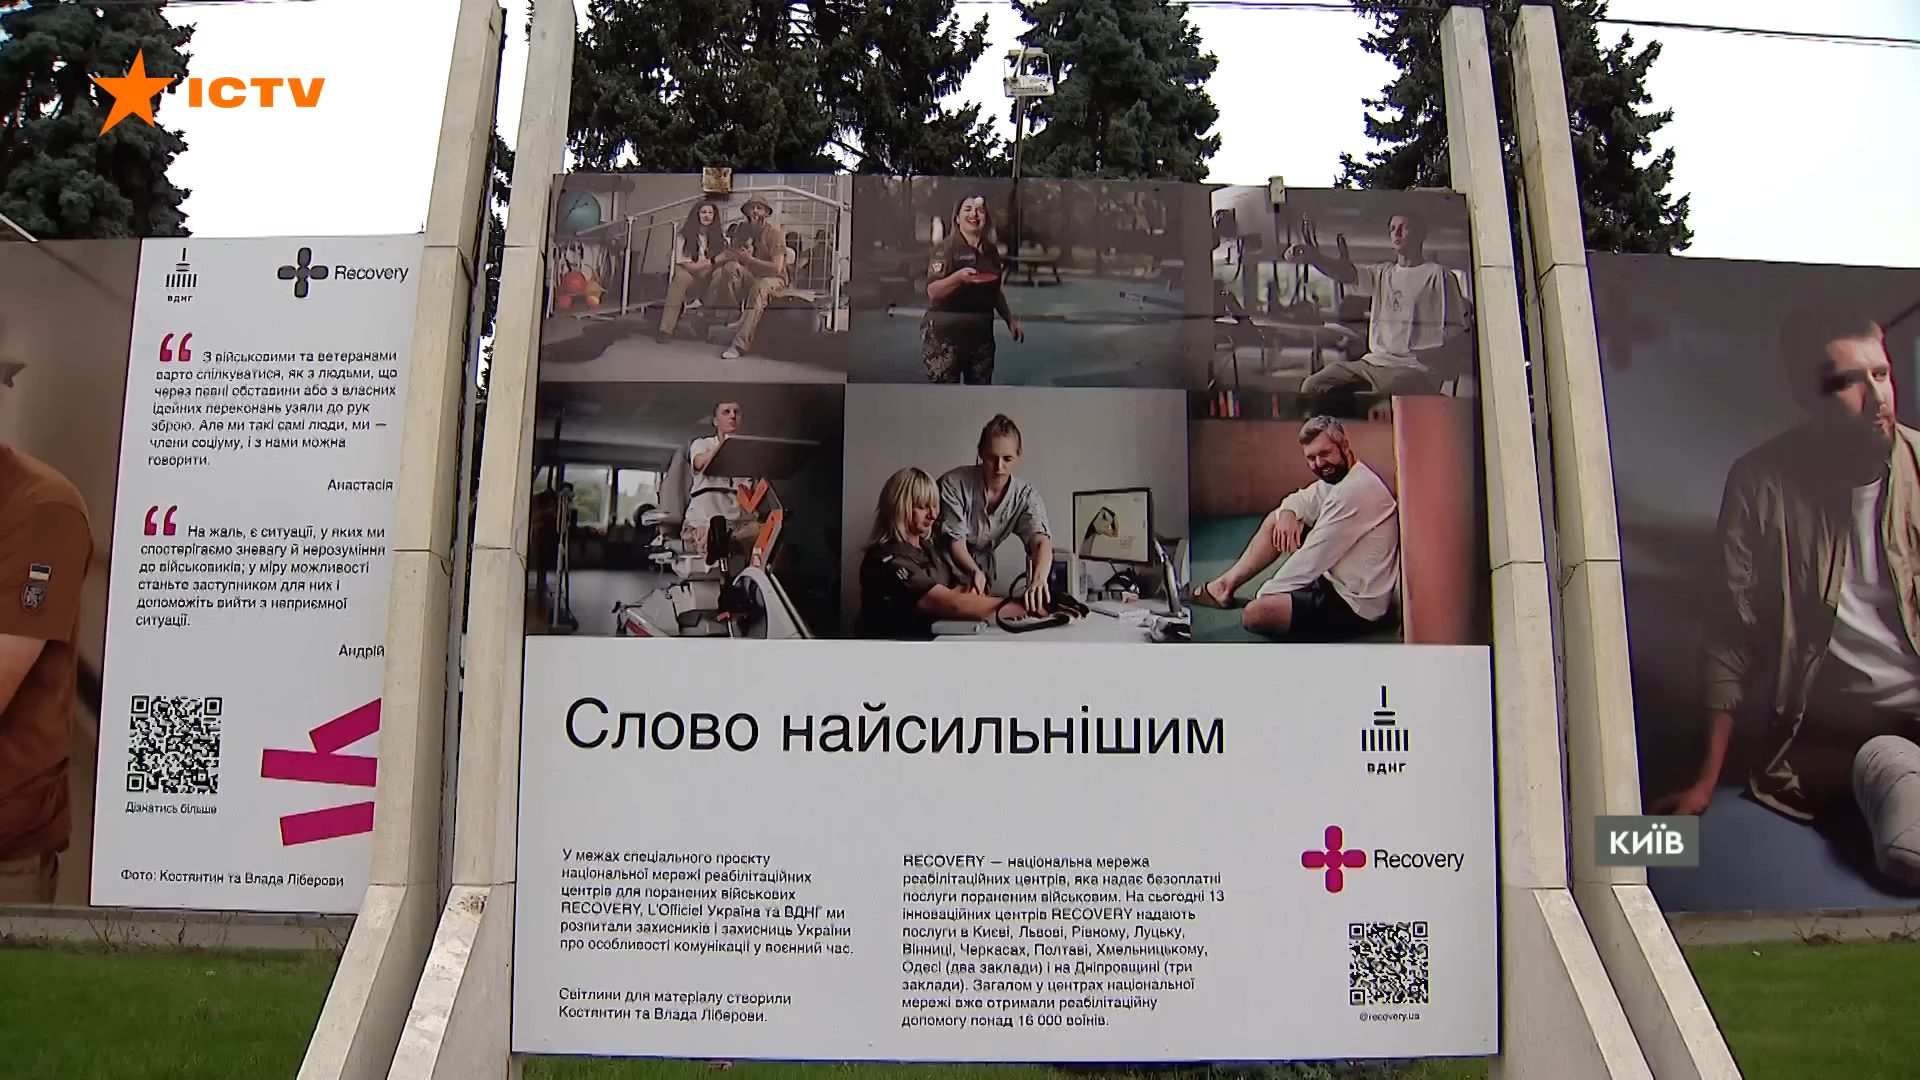 ICTV
ВДНГ
Recovery
З військовими та ветеранами
варто спілкуватися, як з людьми, що
через певні обставини або з власних
ідейних переконань узяли до рук
зброю. Але ми такі самі люди, ми —
члени соціуму, і з нами можна
говорити.
Анастасія
На жаль, є ситуації, у яких ми
спостерігаємо зневагу й нерозуміння
до військовиків; у міру можливості
станьте заступником для них і
допоможіть вийти з неприємної
ситуації.
Андрій
Дізнатись більше
Фото: Костянтин та Влада Ліберови
Слово найсильнішим
ВДНГ
У межах спеціального проєкту
національної мережі реабілітаційних
центрів для поранених військових
RECOVERY, L'Officiel Україна та ВДНГ ми
розпитали захисників і захисниць України
про особливості комунікації у воєнний час.
Світлини для матеріалу створили
Костянтин та Влада Ліберови.
RECOVERY — національна мережа
реабілітаційних центрів, яка надає безоплатні
послуги пораненим військовим. На сьогодні 13
інноваційних центрів RECOVERY надають
послуги в Києві, Львові, Рівному, Луцьку,
Вінниці, Черкасах, Полтаві, Хмельницькому,
Одесі (два заклади) і на Дніпровщині (три
заклади). Загалом у центрах національної
мережі вже отримали реабілітаційну
допомогу понад 16 000 воїнів.
Recovery
@recovery.ua
КИЇВ